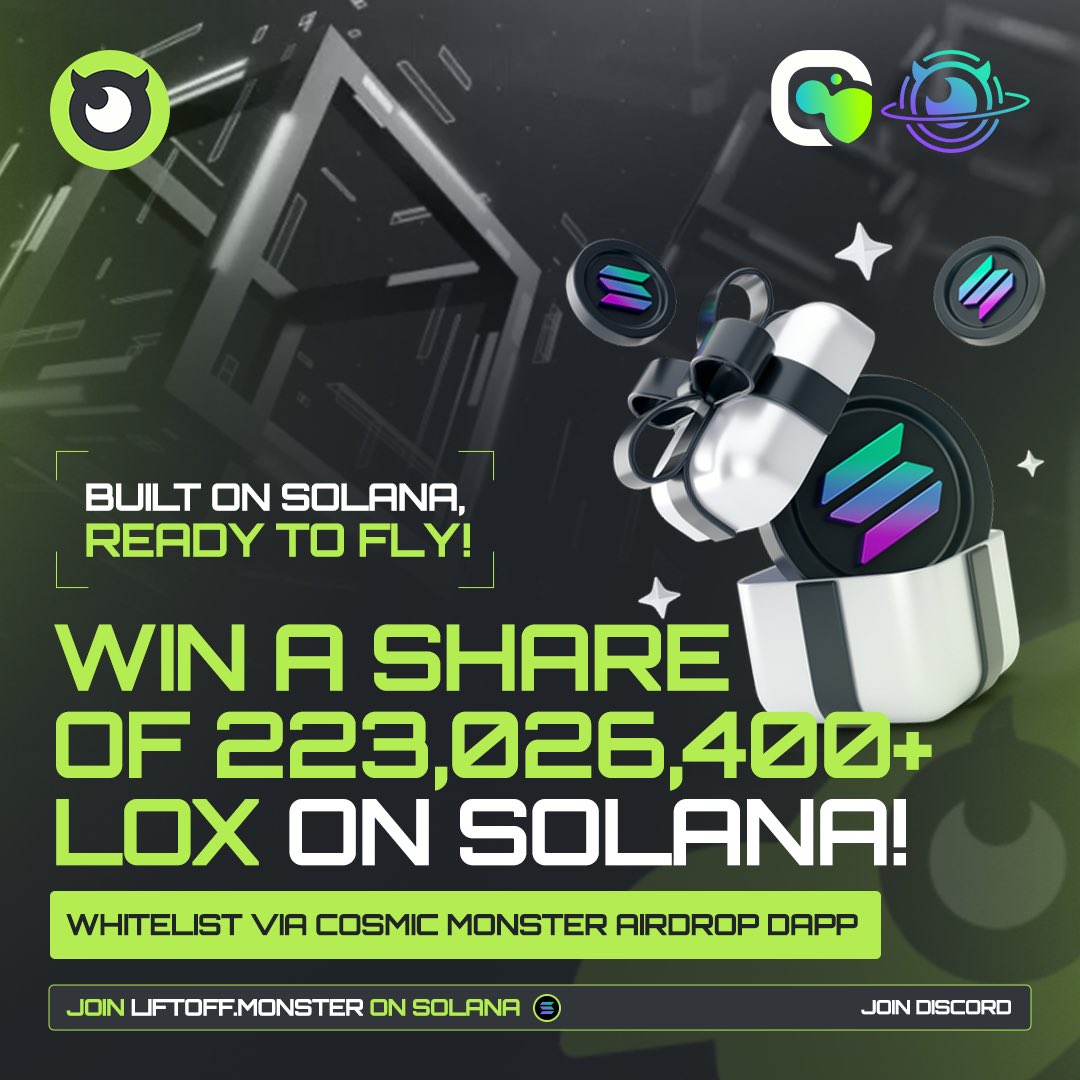 BUILT ON SOLANA,
READY TO FLY!
WIN A SHARE
OF 223,026,400+
LOX ON SOLANA!
WHITELIST VIA COSMIC MONSTER AIRDROP DAPP
JOIN LIFTOFF.MONSTER ON SOLANA
JOIN DISCORD